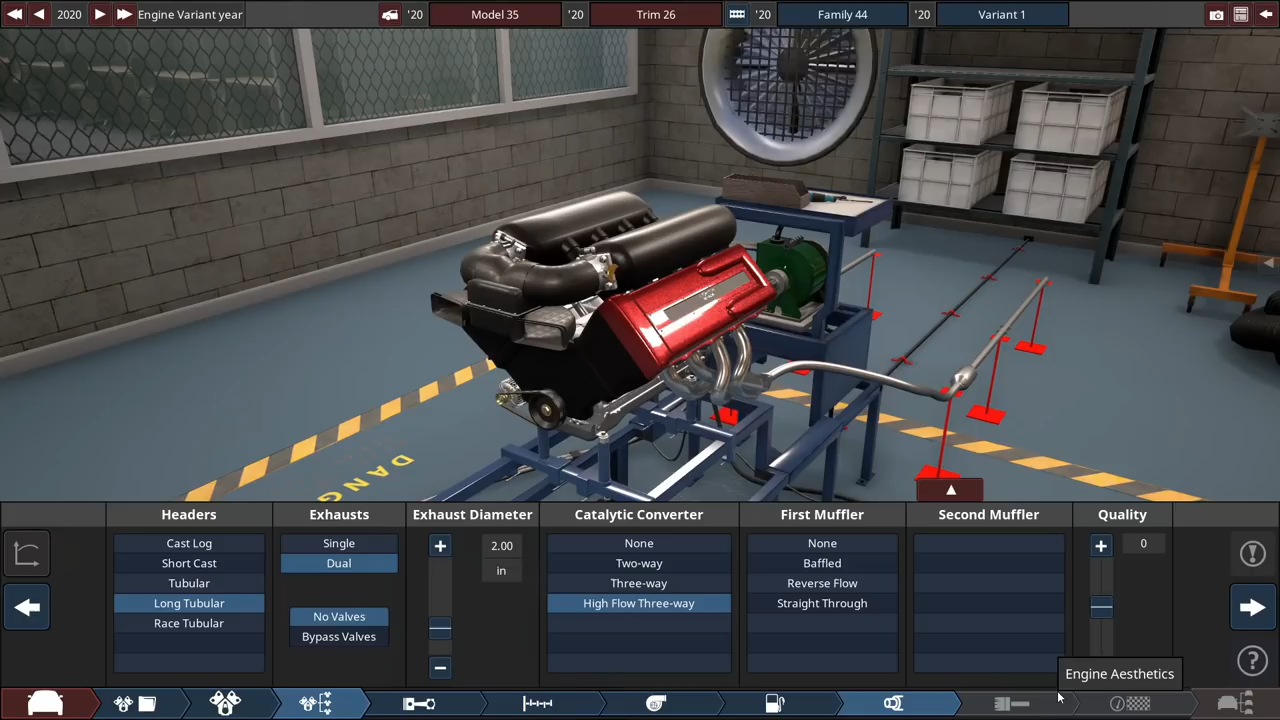 2020 Engine Variant year '20 Model 35 '20 Trim 26 '20 Family 44 '20 Variant 1
DANG
Headers Exhausts Exhaust Diameter Catalytic Converter First Muffler Second Muffler Quality
Cast Log Single 2.00 None None 0
Short Cast Dual in Two-way Baffled
Tubular Three-way Reverse Flow
Long Tubular No Valves High Flow Three-way Straight Through
Race Tubular Bypass Valves
Engine Aesthetics